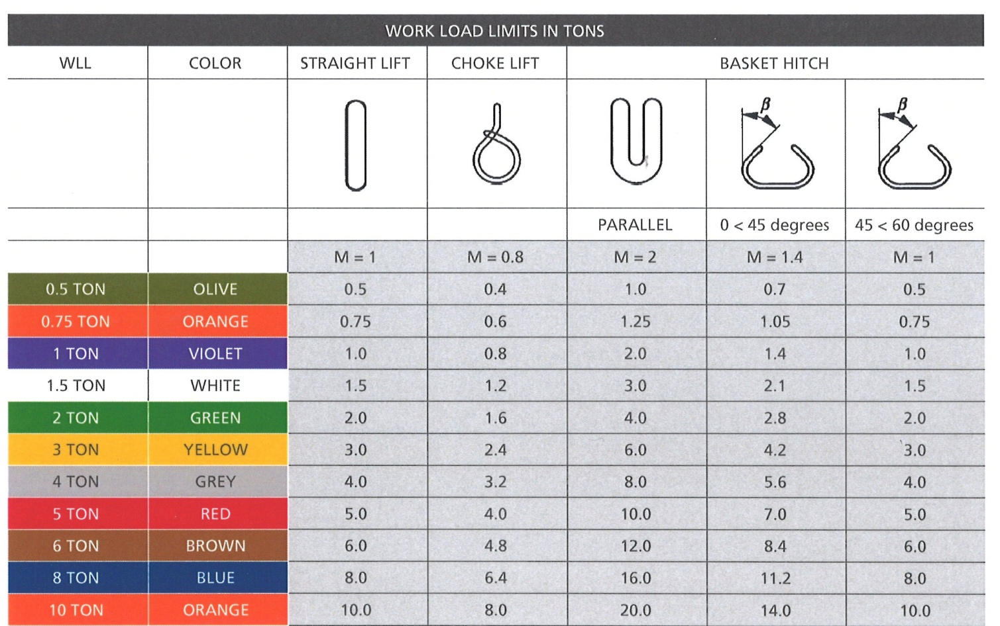 WORK LOAD LIMITS IN TONS
WLL COLOR STRAIGHT LIFT CHOKE LIFT BASKET HITCH
β β
PARALLEL 0 < 45 degrees 45 < 60 degrees
M = 1 M = 0.8 M = 2 M = 1.4 M = 1
0.5 TON OLIVE 0.5 0.4 1.0 0.7 0.5
0.75 TON ORANGE 0.75 0.6 1.25 1.05 0.75
1 TON VIOLET 1.0 0.8 2.0 1.4 1.0
1.5 TON WHITE 1.5 1.2 3.0 2.1 1.5
2 TON GREEN 2.0 1.6 4.0 2.8 2.0
3 TON YELLOW 3.0 2.4 6.0 4.2 3.0
4 TON GREY 4.0 3.2 8.0 5.6 4.0
5 TON RED 5.0 4.0 10.0 7.0 5.0
6 TON BROWN 6.0 4.8 12.0 8.4 6.0
8 TON BLUE 8.0 6.4 16.0 11.2 8.0
10 TON ORANGE 10.0 8.0 20.0 14.0 10.0